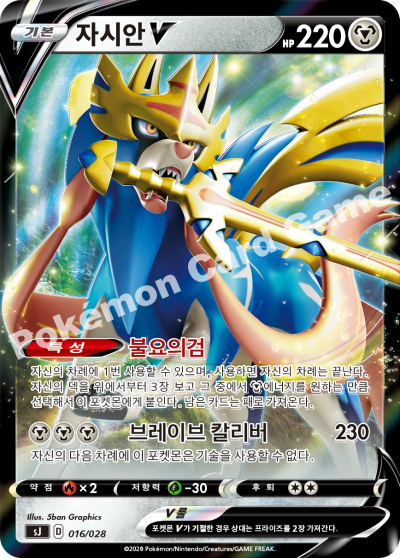 기본 자시안 V HP 220
Pokémon Card Game
특성 불요의검
자신의 차례에 1번 사용할 수 있으며, 사용하면 자신의 차례는 끝난다.
자신의 덱을 위에서부터 3장 보고 그 중에서 에너지를 원하는 만큼
선택해서 이 포켓몬에게 붙인다. 남은 카드는 패로 가져온다.
브레이브 칼리버 230
자신의 다음 차례에 이 포켓몬은 기술을 사용할 수 없다.
약점 ×2 저항력 -30 후퇴
Illus. 5ban Graphics
sJ D 016/028
V룰
포켓몬 V가 기절한 경우 상대는 프라이즈를 2장 가져간다.
©2020 Pokémon/Nintendo/Creatures/GAME FREAK.